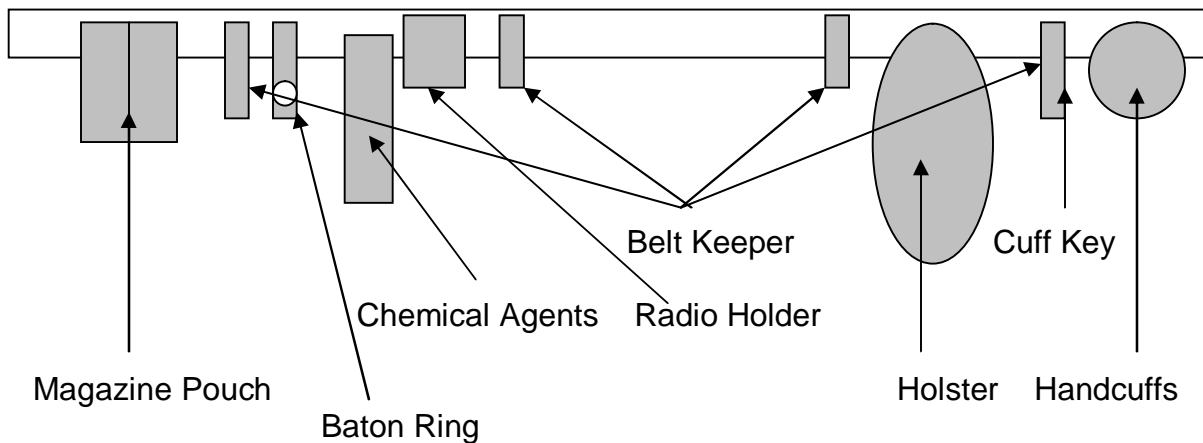 Belt Keeper
Cuff Key
Chemical Agents
Radio Holder
Magazine Pouch
Holster
Handcuffs
Baton Ring